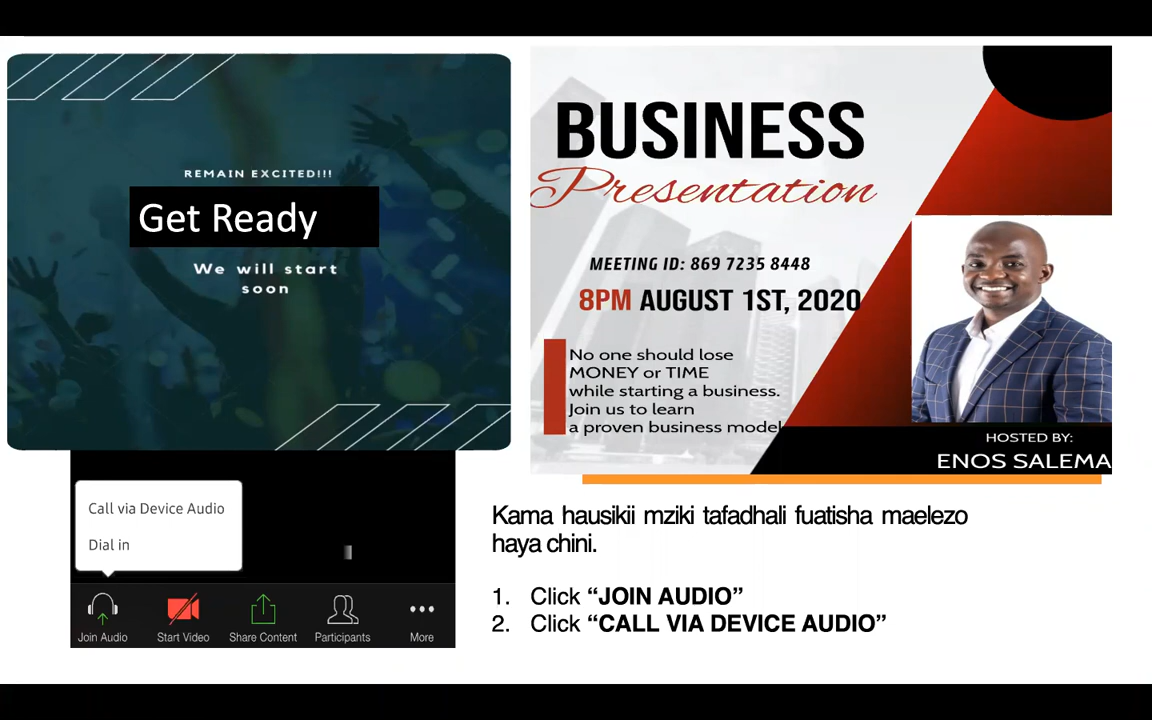 REMAIN EXCITED!!!
Get Ready
We will start
soon
BUSINESS
Presentation
MEETING ID: 869 7235 8448
8PM AUGUST 1ST, 2020
No one should lose
MONEY or TIME
while starting a business.
Join us to learn
a proven business model
HOSTED BY:
ENOS SALEMA
Call via Device Audio
Dial in
Join Audio
Start Video
Share Content
Participants
More
Kama hausikii mziki tafadhali fuatisha maelezo
haya chini.
1. Click “JOIN AUDIO”
2. Click “CALL VIA DEVICE AUDIO”